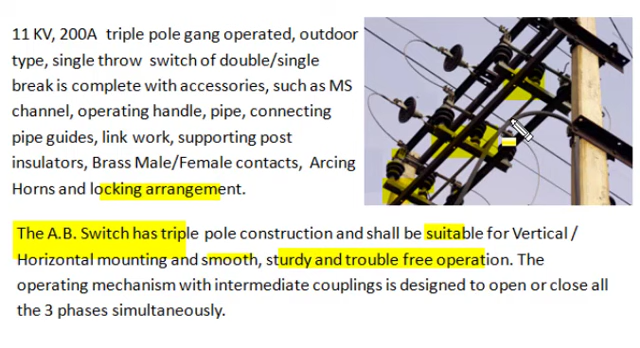 11 KV, 200A triple pole gang operated, outdoor
type, single throw switch of double/single
break is complete with accessories, such as MS
channel, operating handle, pipe, connecting
pipe guides, link work, supporting post
insulators, Brass Male/Female contacts, Arcing
Horns and locking arrangement.
The A.B. Switch has triple pole construction and shall be suitable for Vertical /
Horizontal mounting and smooth, sturdy and trouble free operation. The
operating mechanism with intermediate couplings is designed to open or close all
the 3 phases simultaneously.